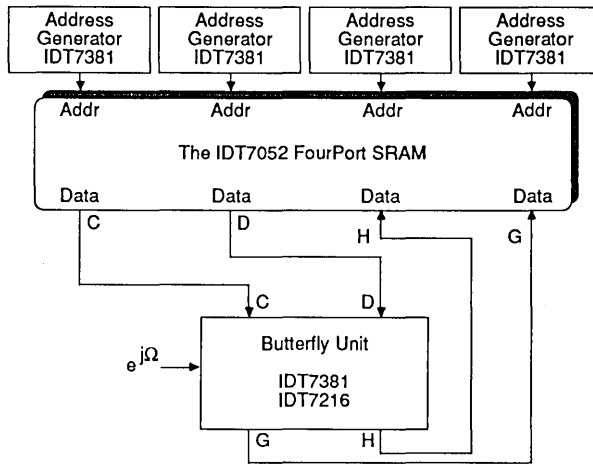 Address Generator IDT7381
Address Generator IDT7381
Address Generator IDT7381
Address Generator IDT7381
Addr Addr Addr Addr
The IDT7052 FourPort SRAM
Data Data Data Data
C D H G
C D
Butterfly Unit
e^jΩ
IDT7381
IDT7216
G H